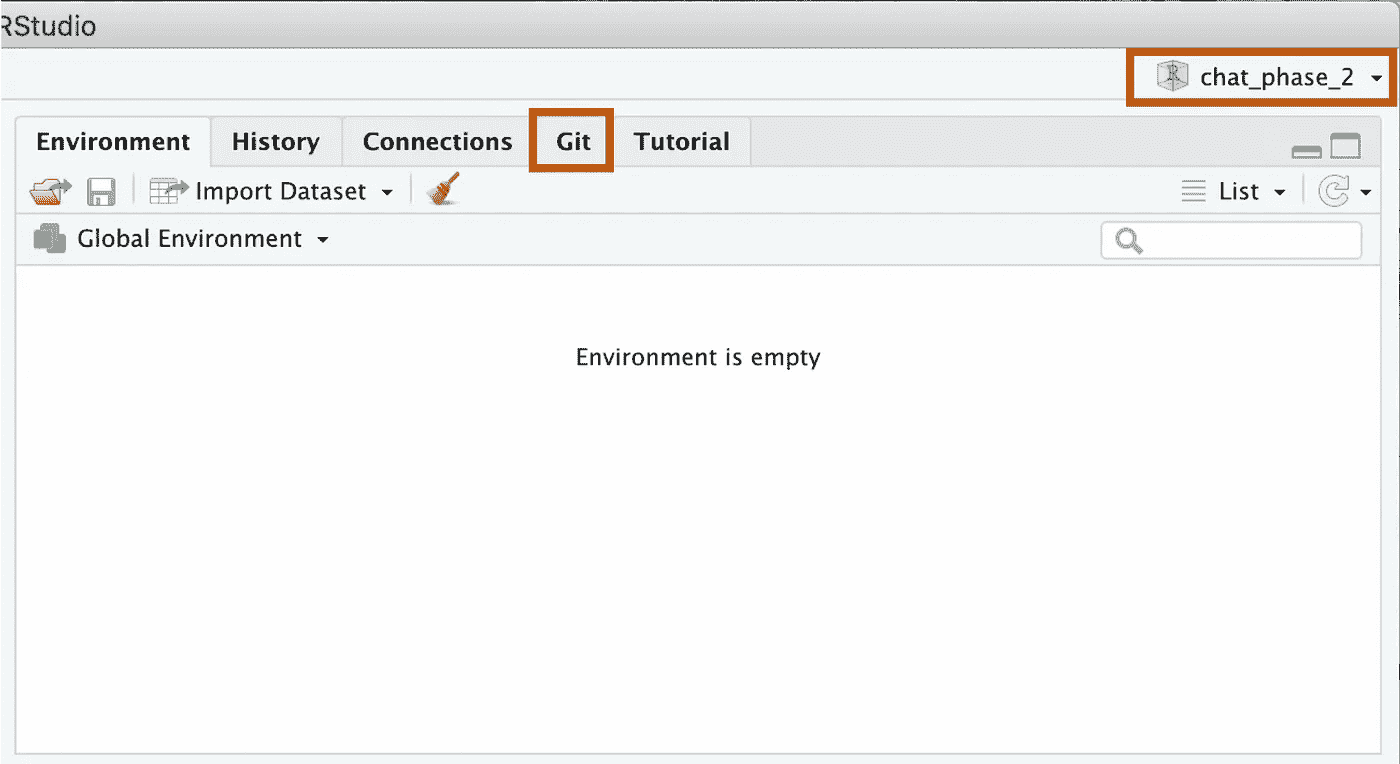 RStudio
chat_phase_2
Environment History Connections Git Tutorial
Import Dataset List
Global Environment
Environment is empty